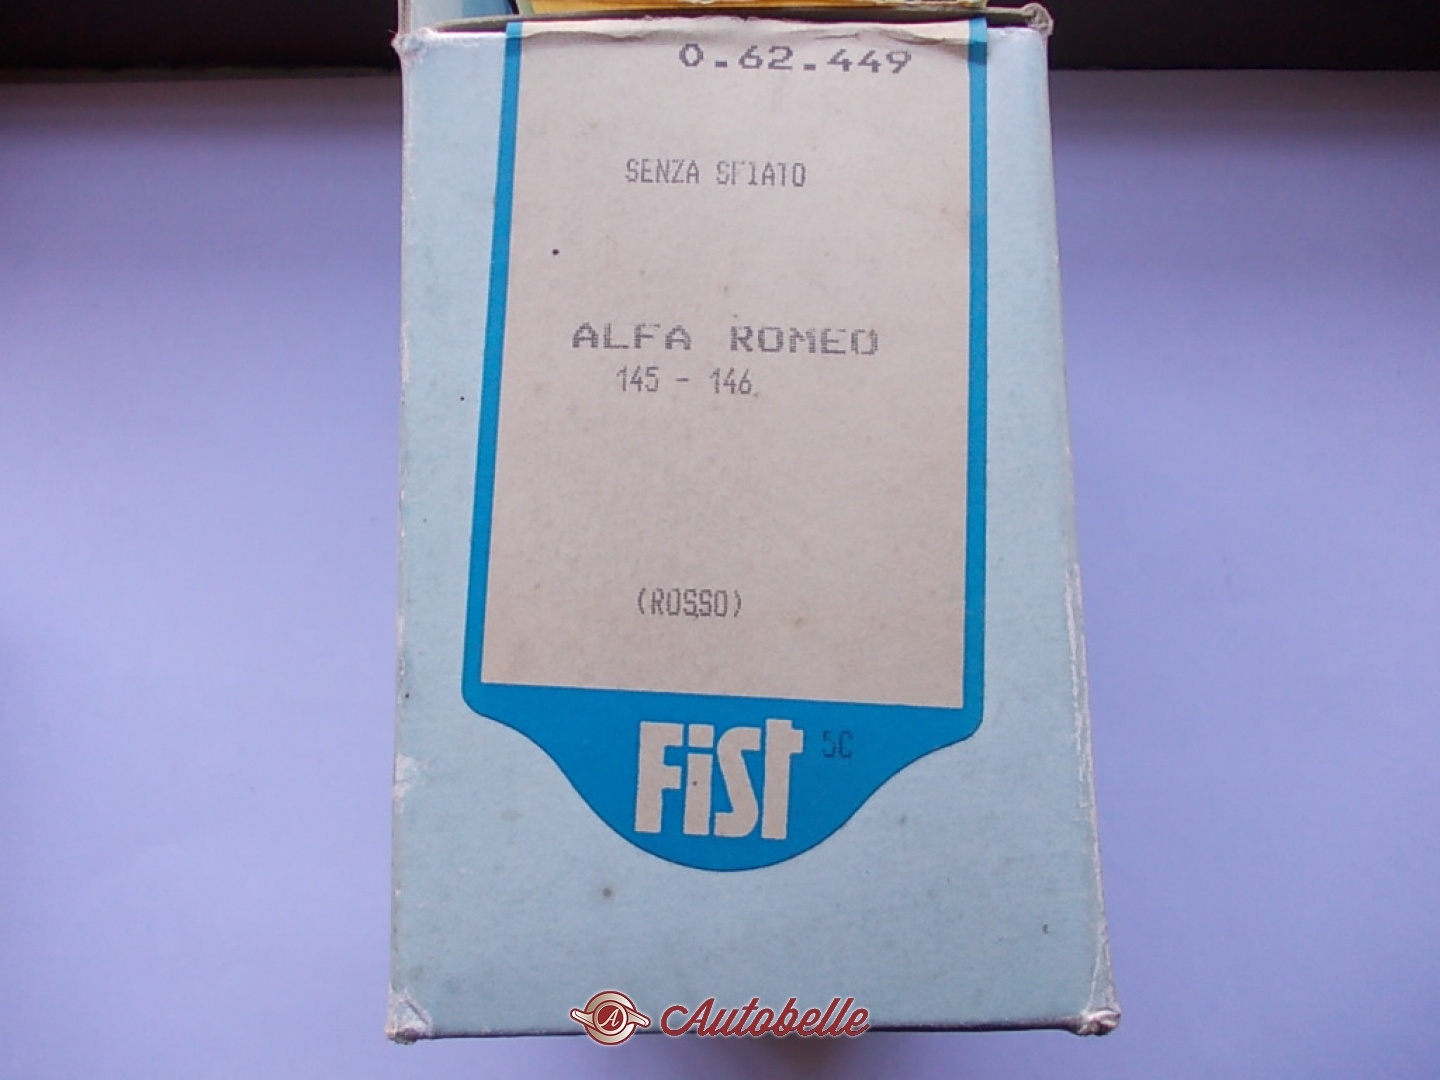 0.62.449
SENZA SFIATO
ALFA ROMEO
145 - 146
(ROSSO)
FiSt 5C
A Autobelle